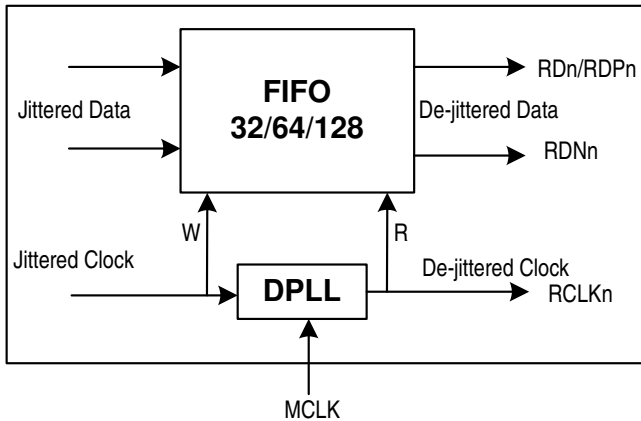 RDn/RDPn
FIFO
32/64/128
Jittered Data
De-jittered Data
RDNn
W
R
Jittered Clock
De-jittered Clock
DPLL
RCLKn
MCLK